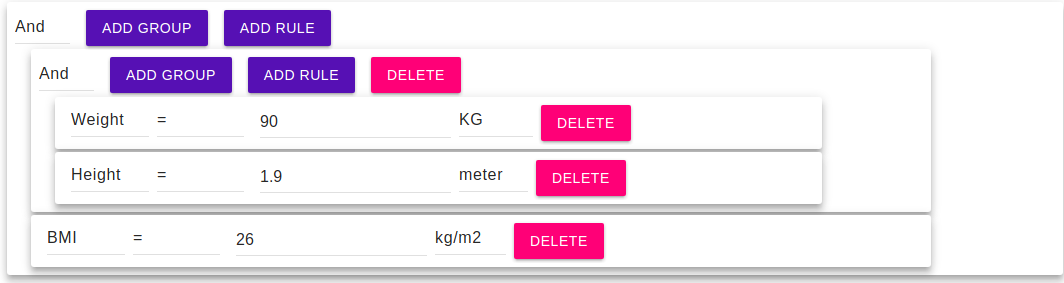 And ADD GROUP ADD RULE
And ADD GROUP ADD RULE DELETE
Weight = 90 KG DELETE
Height = 1.9 meter DELETE
BMI = 26 kg/m2 DELETE